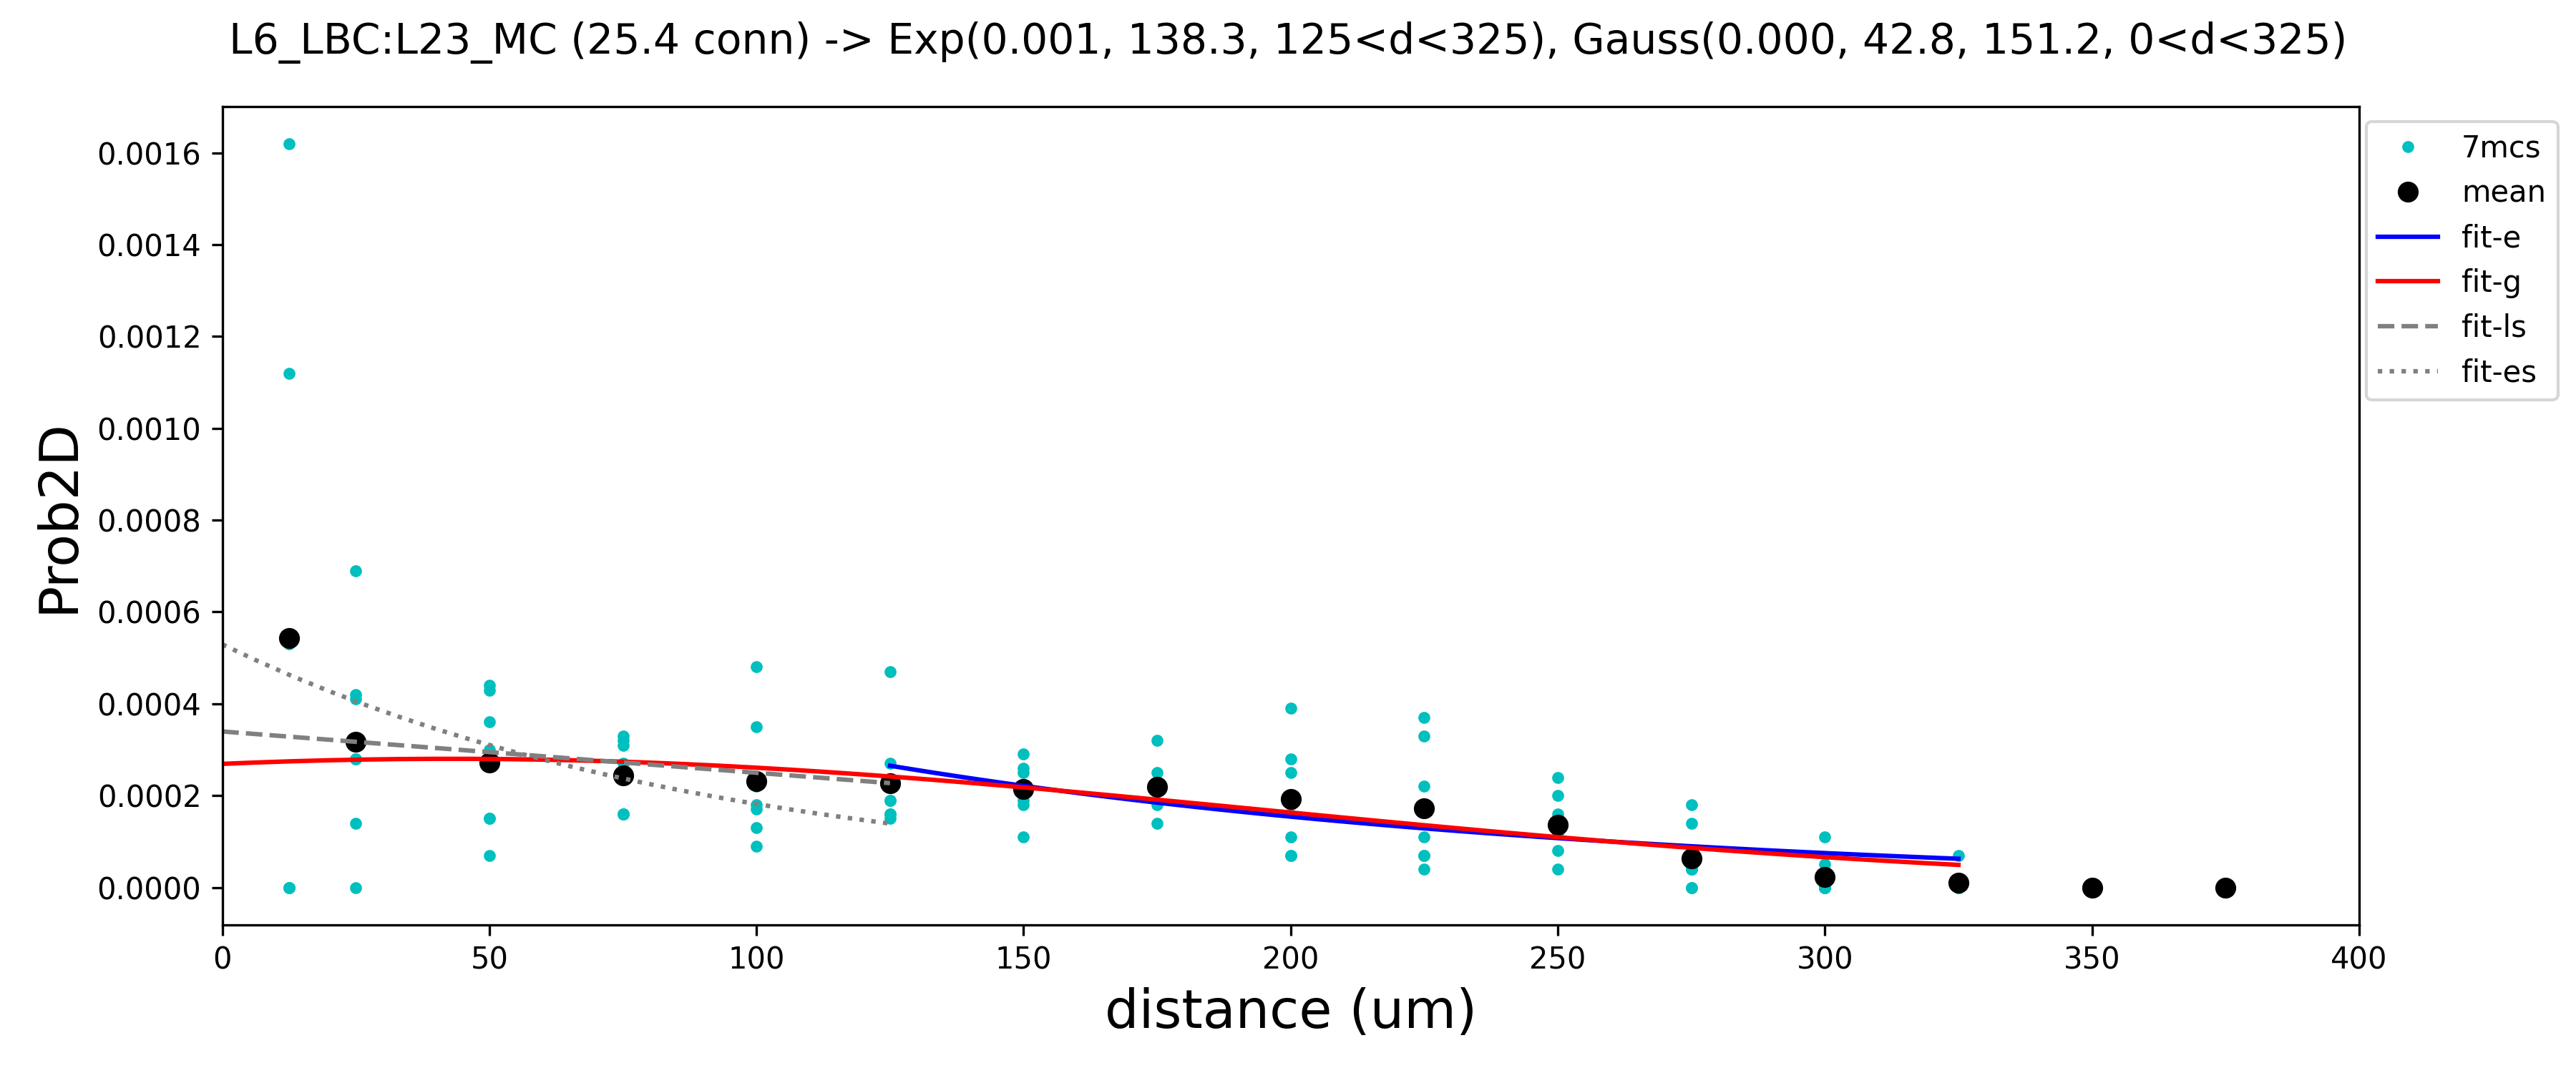 L6_LBC:L23_MC (25.4 conn) -> Exp(0.001, 138.3, 125<d<325), Gauss(0.000, 42.8, 151.2, 0<d<325)
0.0016
0.0014
0.0012
0.0010
0.0008
0.0006
0.0004
0.0002
0.0000
Prob2D
0 50 100 150 200 250 300 350 400
distance (um)
7mcs
mean
fit-e
fit-g
fit-ls
fit-es